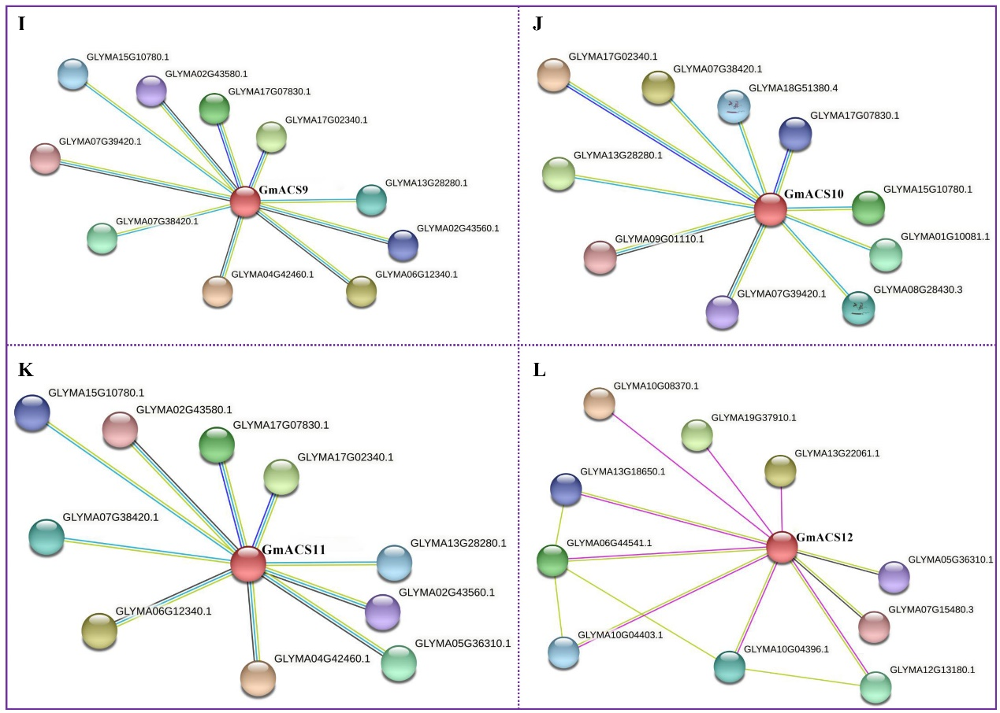 I
GLYMA15G10780.1
GLYMA02G43580.1
GLYMA17G07830.1
GLYMA17G02340.1
GLYMA07G39420.1
GmACS9
GLYMA13G28280.1
GLYMA07G38420.1
GLYMA02G43560.1
GLYMA04G42460.1
GLYMA06G12340.1
J
GLYMA17G02340.1
GLYMA07G38420.1
GLYMA18G51380.4
GLYMA17G07830.1
GLYMA13G28280.1
GmACS10
GLYMA15G10780.1
GLYMA09G01110.1
GLYMA01G10081.1
GLYMA07G39420.1
GLYMA08G28430.3
K
GLYMA15G10780.1
GLYMA02G43580.1
GLYMA17G07830.1
GLYMA17G02340.1
GLYMA07G38420.1
GmACS11
GLYMA13G28280.1
GLYMA02G43560.1
GLYMA06G12340.1
GLYMA05G36310.1
GLYMA04G42460.1
L
GLYMA10G08370.1
GLYMA19G37910.1
GLYMA13G22061.1
GLYMA13G18650.1
GmACS12
GLYMA06G44541.1
GLYMA05G36310.1
GLYMA07G15480.3
GLYMA10G04403.1
GLYMA10G04396.1
GLYMA12G13180.1